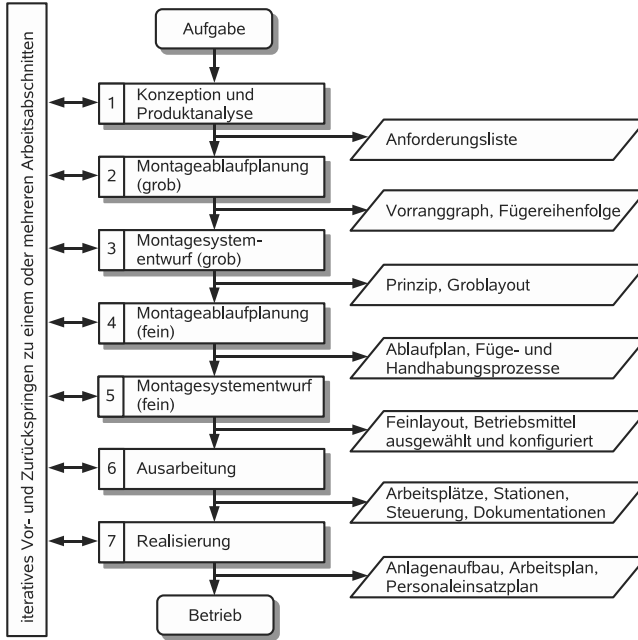 iteratives Vor- und Zurückspringen zu einem oder mehreren Arbeitsabschnitten
Aufgabe
1
Konzeption und
Produktanalyse
Anforderungsliste
2
Montageablaufplanung
(grob)
Vorranggraph, Fügereihenfolge
3
Montagesystem-
entwurf (grob)
Prinzip, Groblayout
4
Montageablaufplanung
(fein)
Ablaufplan, Füge- und
Handhabungsprozesse
5
Montagesystementwurf
(fein)
Feinlayout, Betriebsmittel
ausgewählt und konfiguriert
6
Ausarbeitung
Arbeitsplätze, Stationen,
Steuerung, Dokumentationen
7
Realisierung
Anlagenaufbau, Arbeitsplan,
Personaleinsatzplan
Betrieb